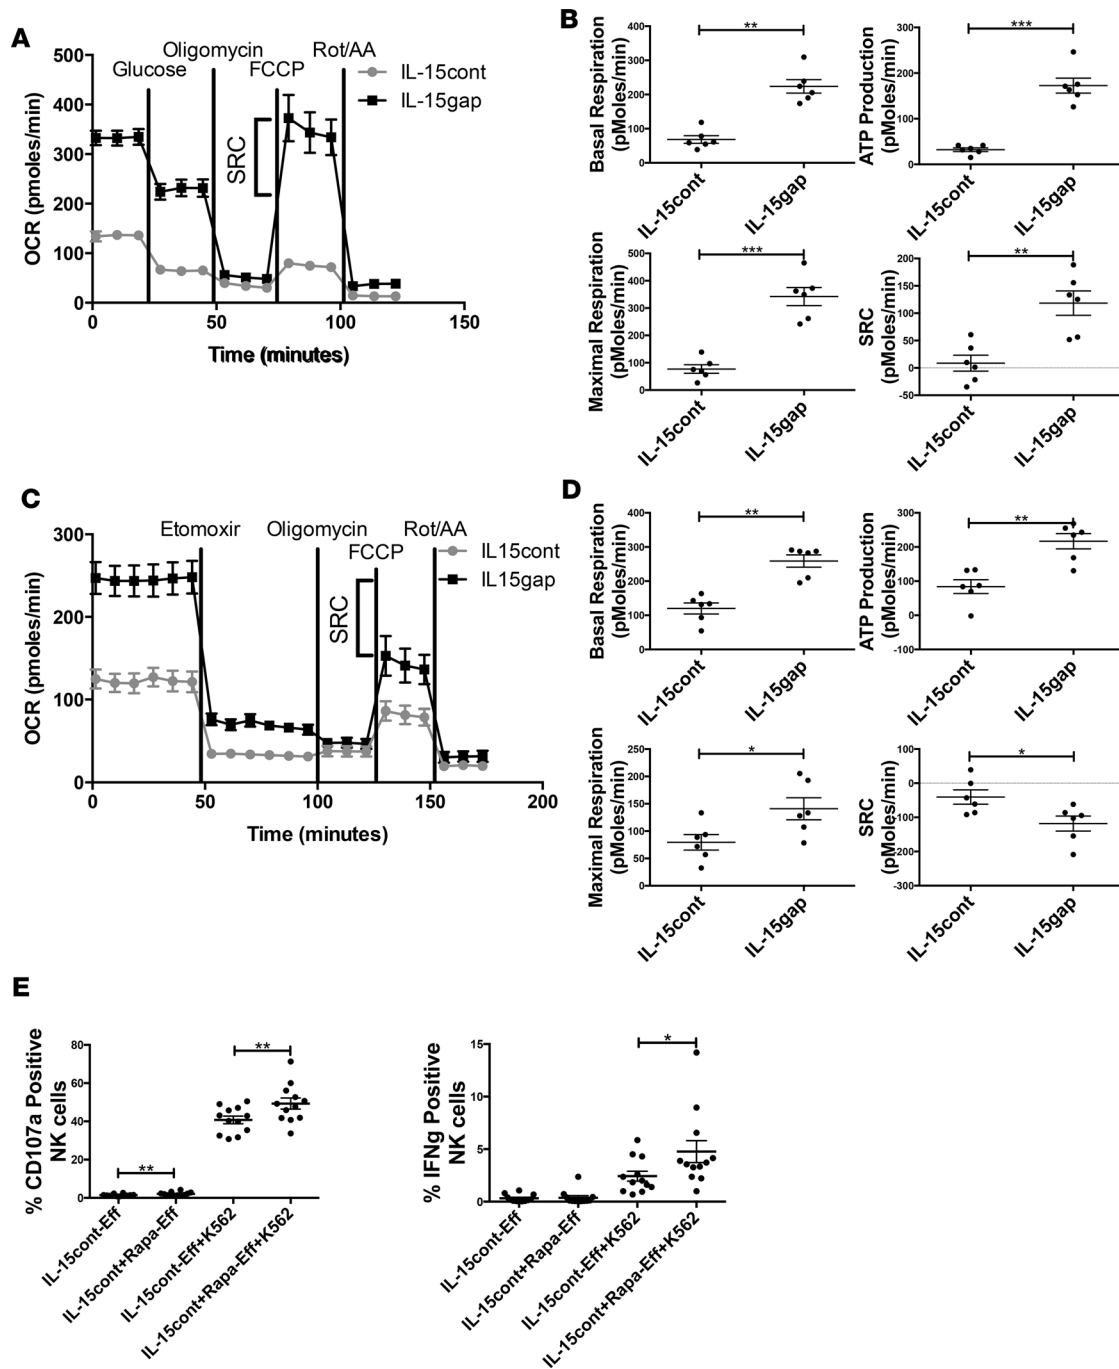 A
Oligomycin Rot/AA
Glucose FCCP
IL-15cont
IL-15gap
SRC
OCR (pmoles/min)
500
400
300
200
100
0
0 50 100 150
Time (minutes)
B
**
Basal Respiration
(pMoles/min)
400
300
200
100
0
IL-15cont IL-15gap
***
ATP Production
(pMoles/min)
300
200
100
0
IL-15cont IL-15gap
***
Maximal Respiration
(pMoles/min)
500
400
300
200
100
0
IL-15cont IL-15gap
**
SRC
(pMoles/min)
200
150
100
50
0
-50
IL-15cont IL-15gap
C
Etomoxir Oligomycin Rot/AA
FCCP
IL15cont
IL15gap
SRC
OCR (pmoles/min)
300
200
100
0
0 50 100 150 200
Time (minutes)
D
**
Basal Respiration
(pMoles/min)
400
300
200
100
0
IL-15cont IL-15gap
**
ATP Production
(pMoles/min)
300
200
100
0
-100
IL-15cont IL-15gap
*
Maximal Respiration
(pMoles/min)
250
200
150
100
50
0
IL-15cont IL-15gap
*
SRC
(pMoles/min)
100
0
-100
-200
-300
IL-15cont IL-15gap
E
% CD107a Positive
NK cells
80
60
40
20
0
**
**
IL-15cont-Eff
IL-15cont+Rapa-Eff
IL-15cont-Eff+K562
IL-15cont+Rapa-Eff+K562
% IFNg Positive
NK cells
15
10
5
0
*
IL-15cont-Eff
IL-15cont+Rapa-Eff
IL-15cont-Eff+K562
IL-15cont+Rapa-Eff+K562